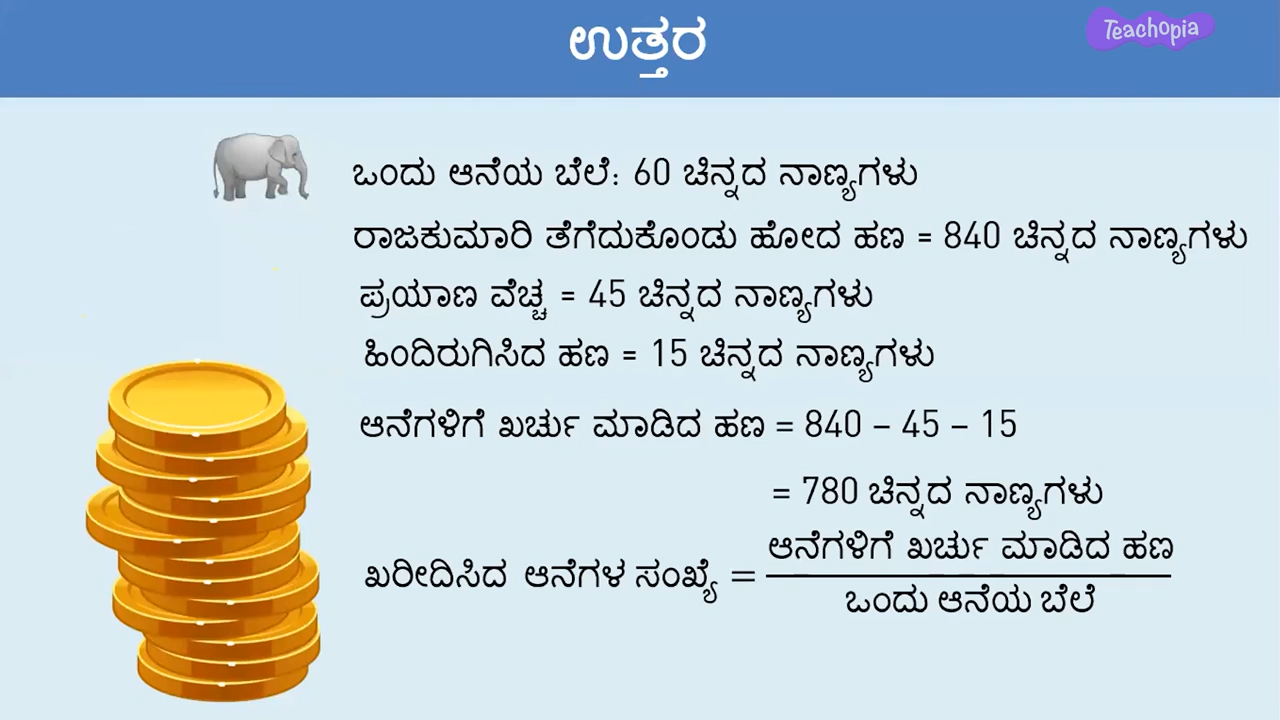 ಉತ್ತರ
Teachopia
ಒಂದು ಆನೆಯ ಬೆಲೆ: 60 ಚಿನ್ನದ ನಾಣ್ಯಗಳು
ರಾಜಕುಮಾರಿ ತೆಗೆದುಕೊಂಡು ಹೋದ ಹಣ = 840 ಚಿನ್ನದ ನಾಣ್ಯಗಳು
ಪ್ರಯಾಣ ವೆಚ್ಚ = 45 ಚಿನ್ನದ ನಾಣ್ಯಗಳು
ಹಿಂದಿರುಗಿಸಿದ ಹಣ = 15 ಚಿನ್ನದ ನಾಣ್ಯಗಳು
ಆನೆಗಳಿಗೆ ಖರ್ಚು ಮಾಡಿದ ಹಣ = 840 – 45 – 15
= 780 ಚಿನ್ನದ ನಾಣ್ಯಗಳು
ಆನೆಗಳಿಗೆ ಖರ್ಚು ಮಾಡಿದ ಹಣ
ಖರೀದಿಸಿದ ಆನೆಗಳ ಸಂಖ್ಯೆ =
ಒಂದು ಆನೆಯ ಬೆಲೆ